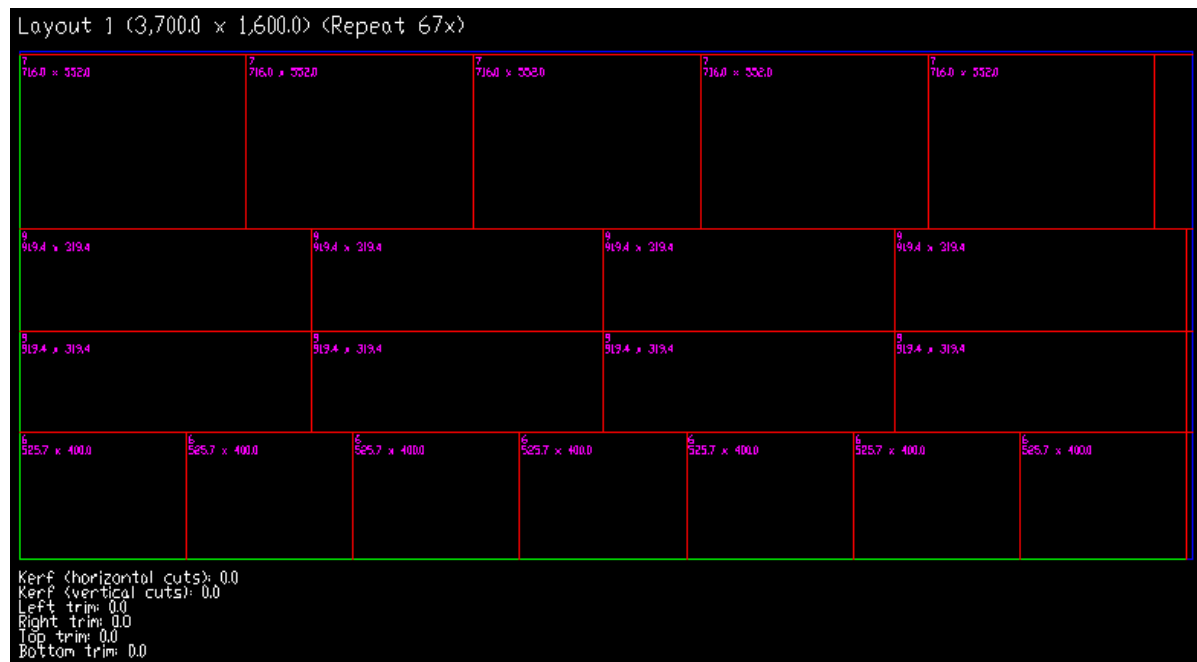 Layout 1 (3,700.0 x 1,600.0) (Repeat 67x)
7 7 7 7 7
716.0 x 552.0 716.0 x 552.0 716.0 x 552.0 716.0 x 552.0 716.0 x 552.0
9 9 9 9
919.4 x 319.4 919.4 x 319.4 919.4 x 319.4 919.4 x 319.4
9 9 9 9
919.4 x 319.4 919.4 x 319.4 919.4 x 319.4 919.4 x 319.4
6 6 6 6 6 6 6
525.7 x 400.0 525.7 x 400.0 525.7 x 400.0 525.7 x 400.0 525.7 x 400.0 525.7 x 400.0 525.7 x 400.0
Kerf (horizontal cuts): 0.0
Kerf (vertical cuts): 0.0
Left trim: 0.0
Right trim: 0.0
Top trim: 0.0
Bottom trim: 0.0